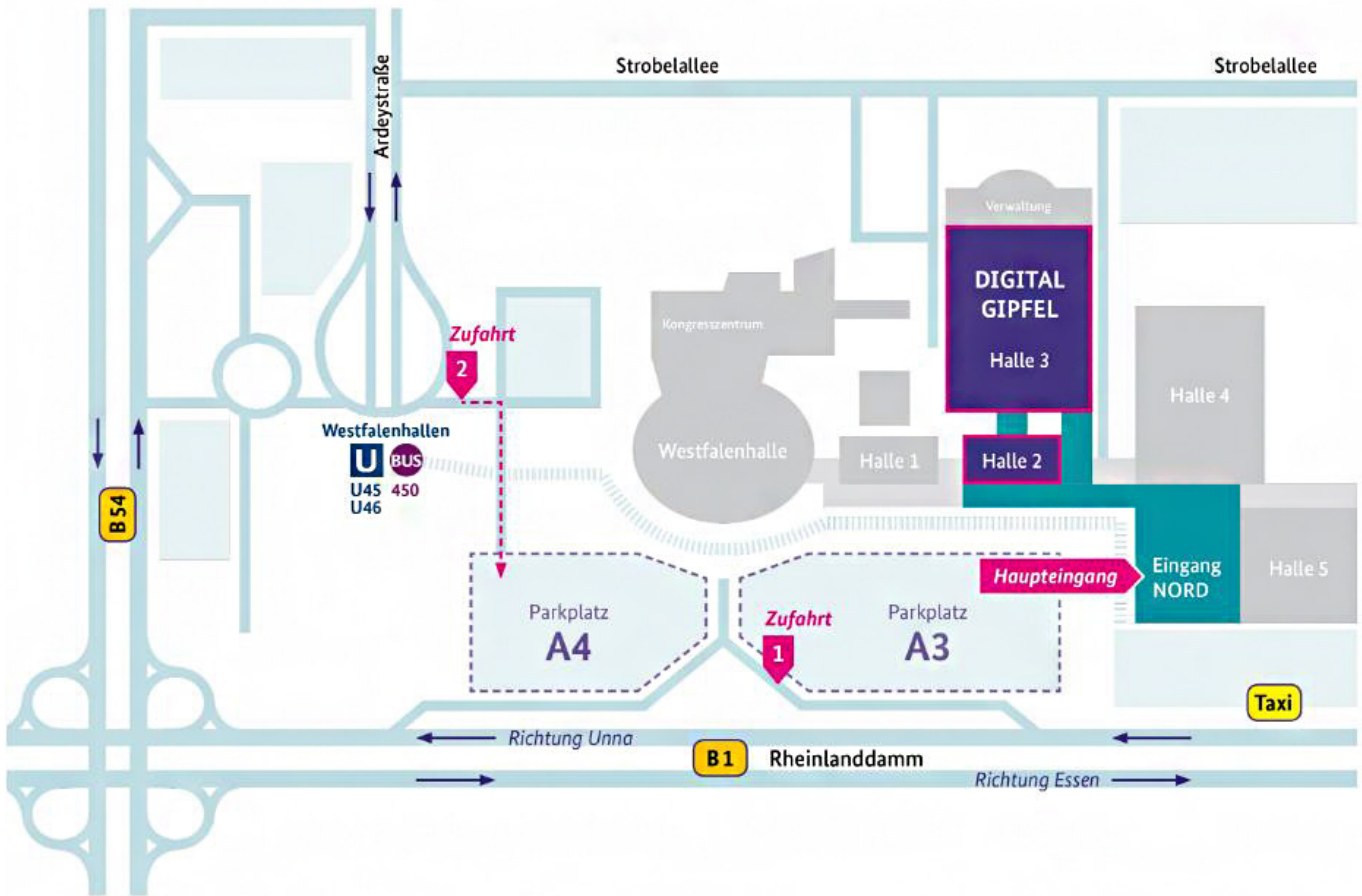 Strobelallee
Strobelallee
Ardeystraße
Verwaltung
DIGITAL
GIPFEL
Halle 3
Kongresszentrum
Zufahrt
2
Halle 4
Westfalenhallen
U
BUS
U45
450
U46
Westfalenhalle
Halle 1
Halle 2
B 54
Haupteingang
Eingang
NORD
Halle 5
Parkplatz
A4
Zufahrt
1
Parkplatz
A3
Taxi
Richtung Unna
B 1
Rheinlanddamm
Richtung Essen